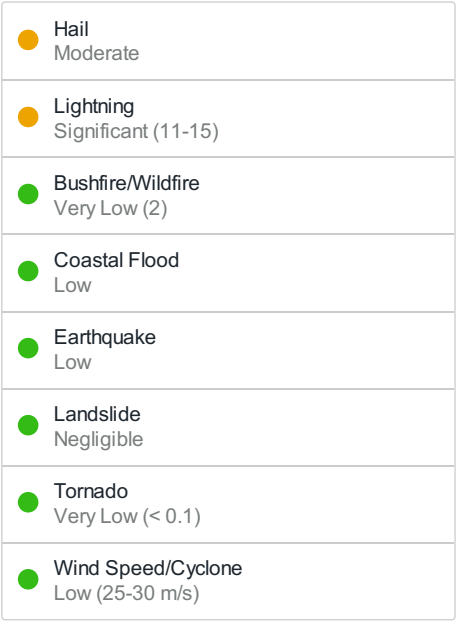 Hail
Moderate
Lightning
Significant (11-15)
Bushfire/Wildfire
Very Low (2)
Coastal Flood
Low
Earthquake
Low
Landslide
Negligible
Tornado
Very Low (< 0.1)
Wind Speed/Cyclone
Low (25-30 m/s)